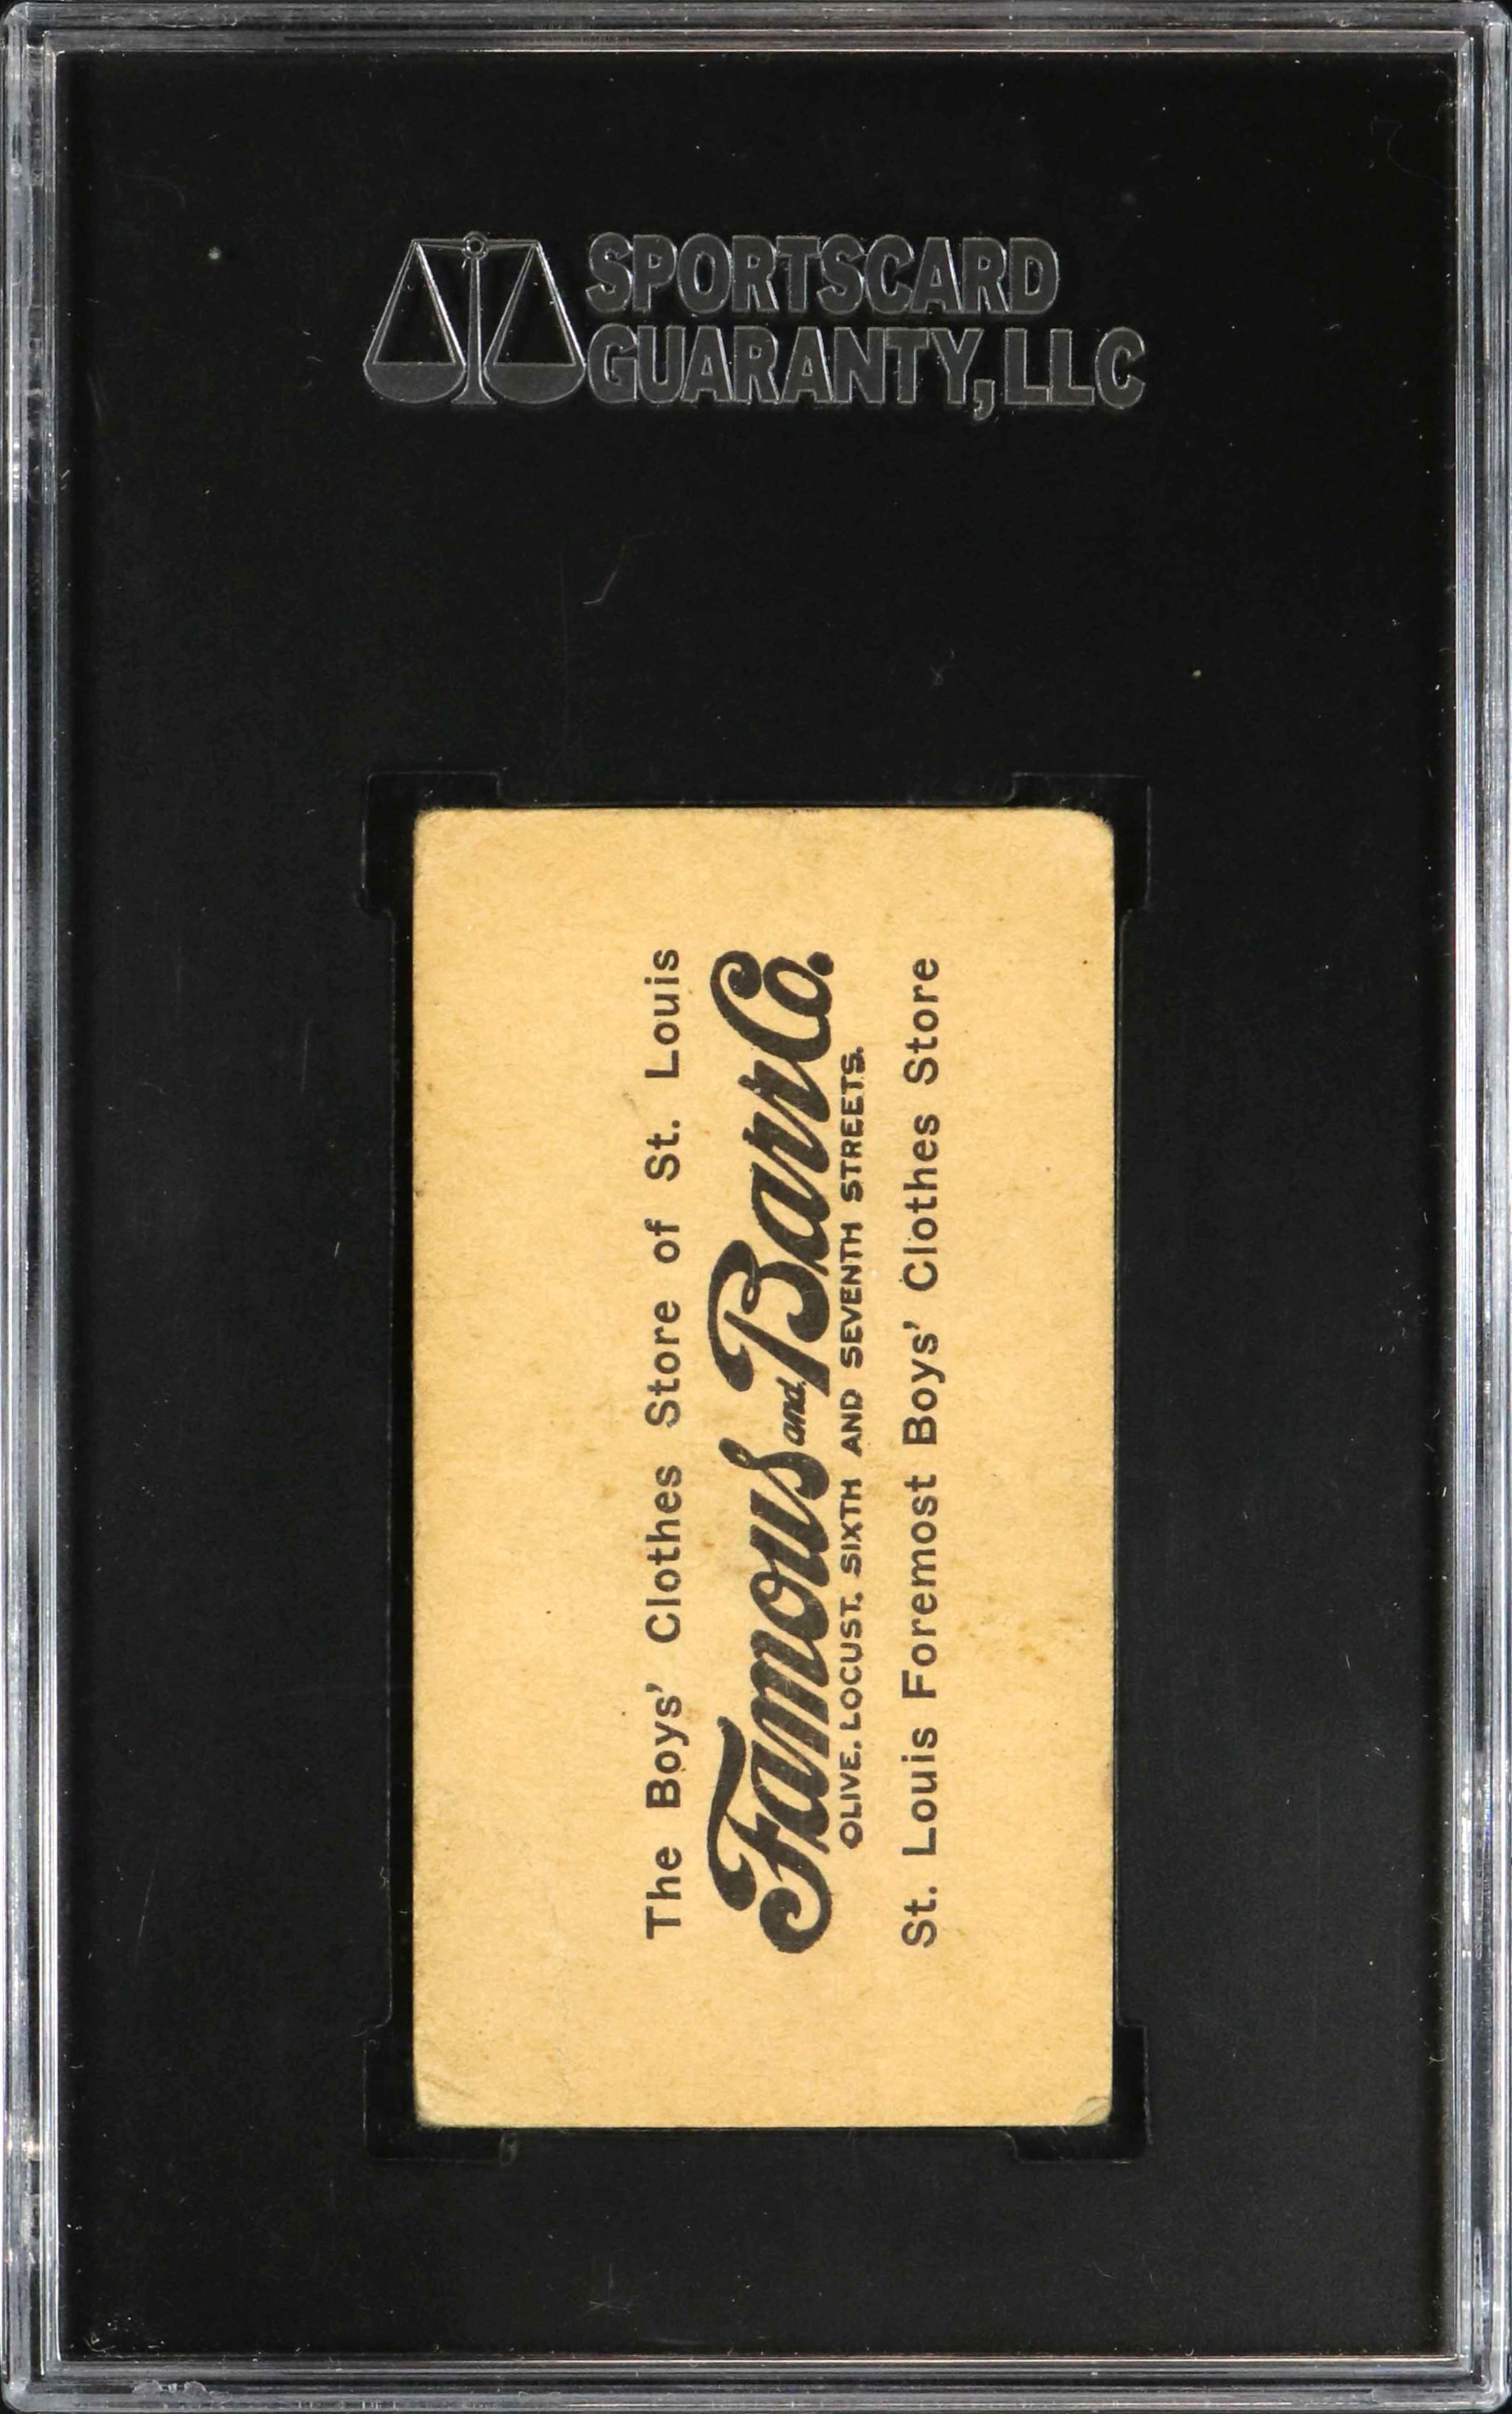 SPORTSCARD
GUARANTY, LLC
The Boys' Clothes Store of St. Louis
Famous and Barr Co.
OLIVE, LOCUST, SIXTH AND SEVENTH STREETS.
St. Louis Foremost Boys' Clothes Store